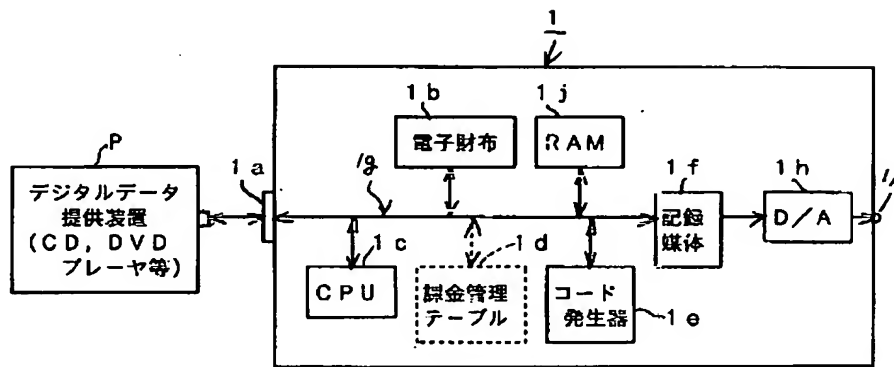 1
1b
1j
P
電子財布
RAM
1a
1g
1f
1h
デジタルデータ
提供装置
(CD,DVD
プレーヤ等)
記録
媒体
D/A
1c
1d
CPU
課金管理
テーブル
コード
発生器
1e